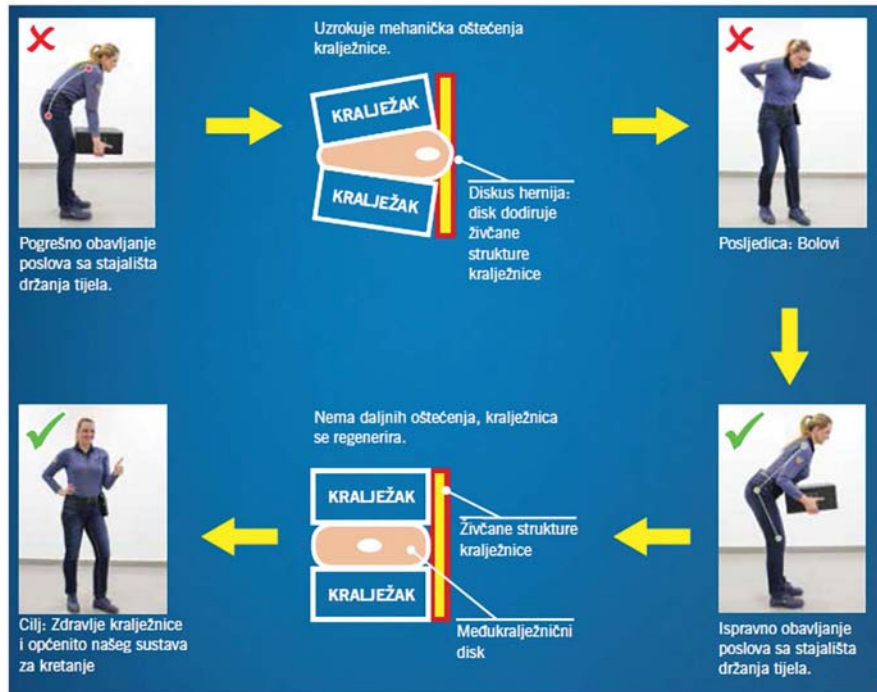 Uzrokuje mehanička oštećenja
kralježnice.
KRALJEŽAK
KRALJEŽAK
Diskus hernija:
disk dodiruje
živčane
strukture
kralježnice
Pogrešno obavljanje
poslova sa stajališta
držanja tijela.
Posljedica: Bolovi
Ispravno obavljanje
poslova sa stajališta
držanja tijela.
Nema daljnih oštećenja, kralježnica
se regenerira.
KRALJEŽAK
KRALJEŽAK
Živčane strukture
kralježnice
Međukralježnični
disk
Cilj: Zdravlje kralježnice
i općenito našeg sustava
za kretanje